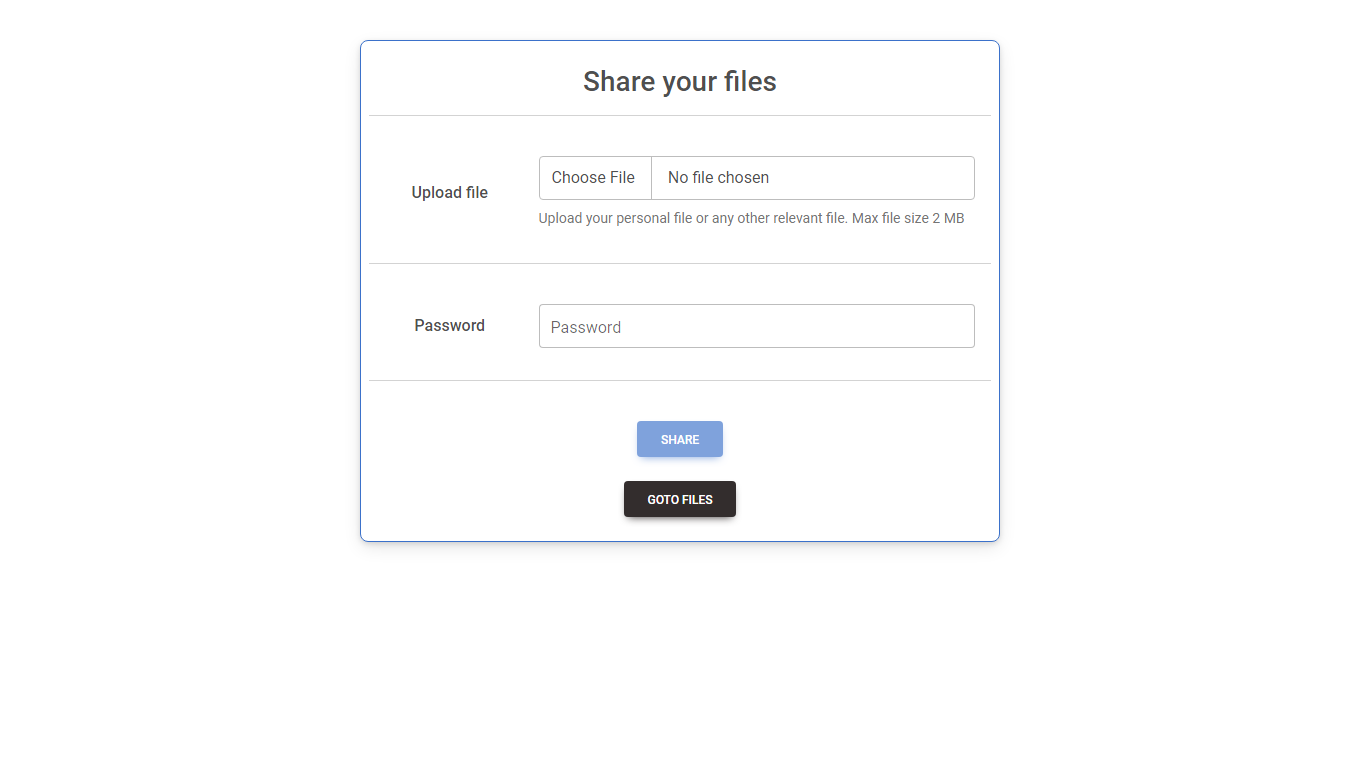 Share your files
Upload file
Choose File No file chosen
Upload your personal file or any other relevant file. Max file size 2 MB
Password
Password
SHARE
GOTO FILES